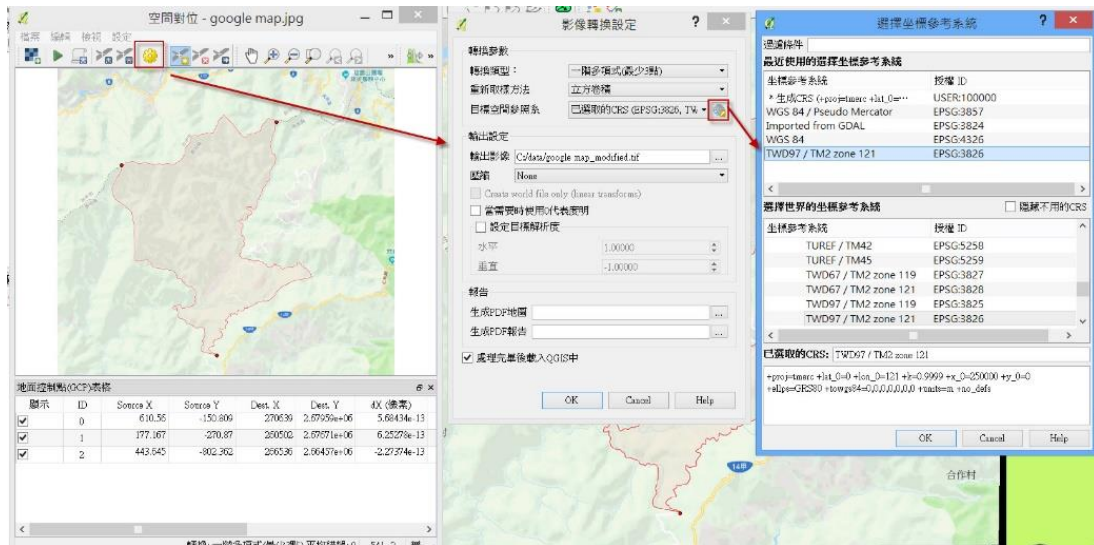 空間對位 - google map.jpg
檔案 編輯 檢視 設定
地面控制點(GCP)表格
顯示 ID Source X Source Y Dest. X Dest. Y dX (像素)
0 610.56 -150.809 270639 2.67959e+06 5.68434e-13
1 177.167 -270.87 260502 2.67671e+06 6.25278e-13
2 443.645 -802.362 266536 2.66457e+06 -2.27374e-13
影像轉換設定
轉換參數
轉換類型： 一階多項式(最少3點)
重新取樣方法 立方卷積
目標空間參照系 已選取的CRS (EPSG:3826, TW
輸出設定
輸出影像 C:/data/google map_modified.tif ...
壓縮 None
Create world file only (linear transforms)
當需要時使用0代表透明
設定目標解析度
水平 1.00000
垂直 -1.00000
報告
生成PDF地圖 ...
生成PDF報告 ...
處理完畢後載入QGIS中
OK Cancel Help
14甲
合作村
選擇坐標參考系統
過濾條件
最近使用的選擇坐標參考系統
坐標參考系統 授權 ID
* 生成CRS (+proj=tmerc +lat_0=… USER:100000
WGS 84 / Pseudo Mercator EPSG:3857
Imported from GDAL EPSG:3824
WGS 84 EPSG:4326
TWD97 / TM2 zone 121 EPSG:3826
選擇世界的坐標參考系統 隱藏不用的CRS
坐標參考系統 授權 ID
TUREF / TM42 EPSG:5258
TUREF / TM45 EPSG:5259
TWD67 / TM2 zone 119 EPSG:3827
TWD67 / TM2 zone 121 EPSG:3828
TWD97 / TM2 zone 119 EPSG:3825
TWD97 / TM2 zone 121 EPSG:3826
已選取的CRS: TWD97 / TM2 zone 121
+proj=tmerc +lat_0=0 +lon_0=121 +k=0.9999 +x_0=250000 +y_0=0
+ellps=GRS80 +towgs84=0,0,0,0,0,0,0 +units=m +no_defs
OK Cancel Help